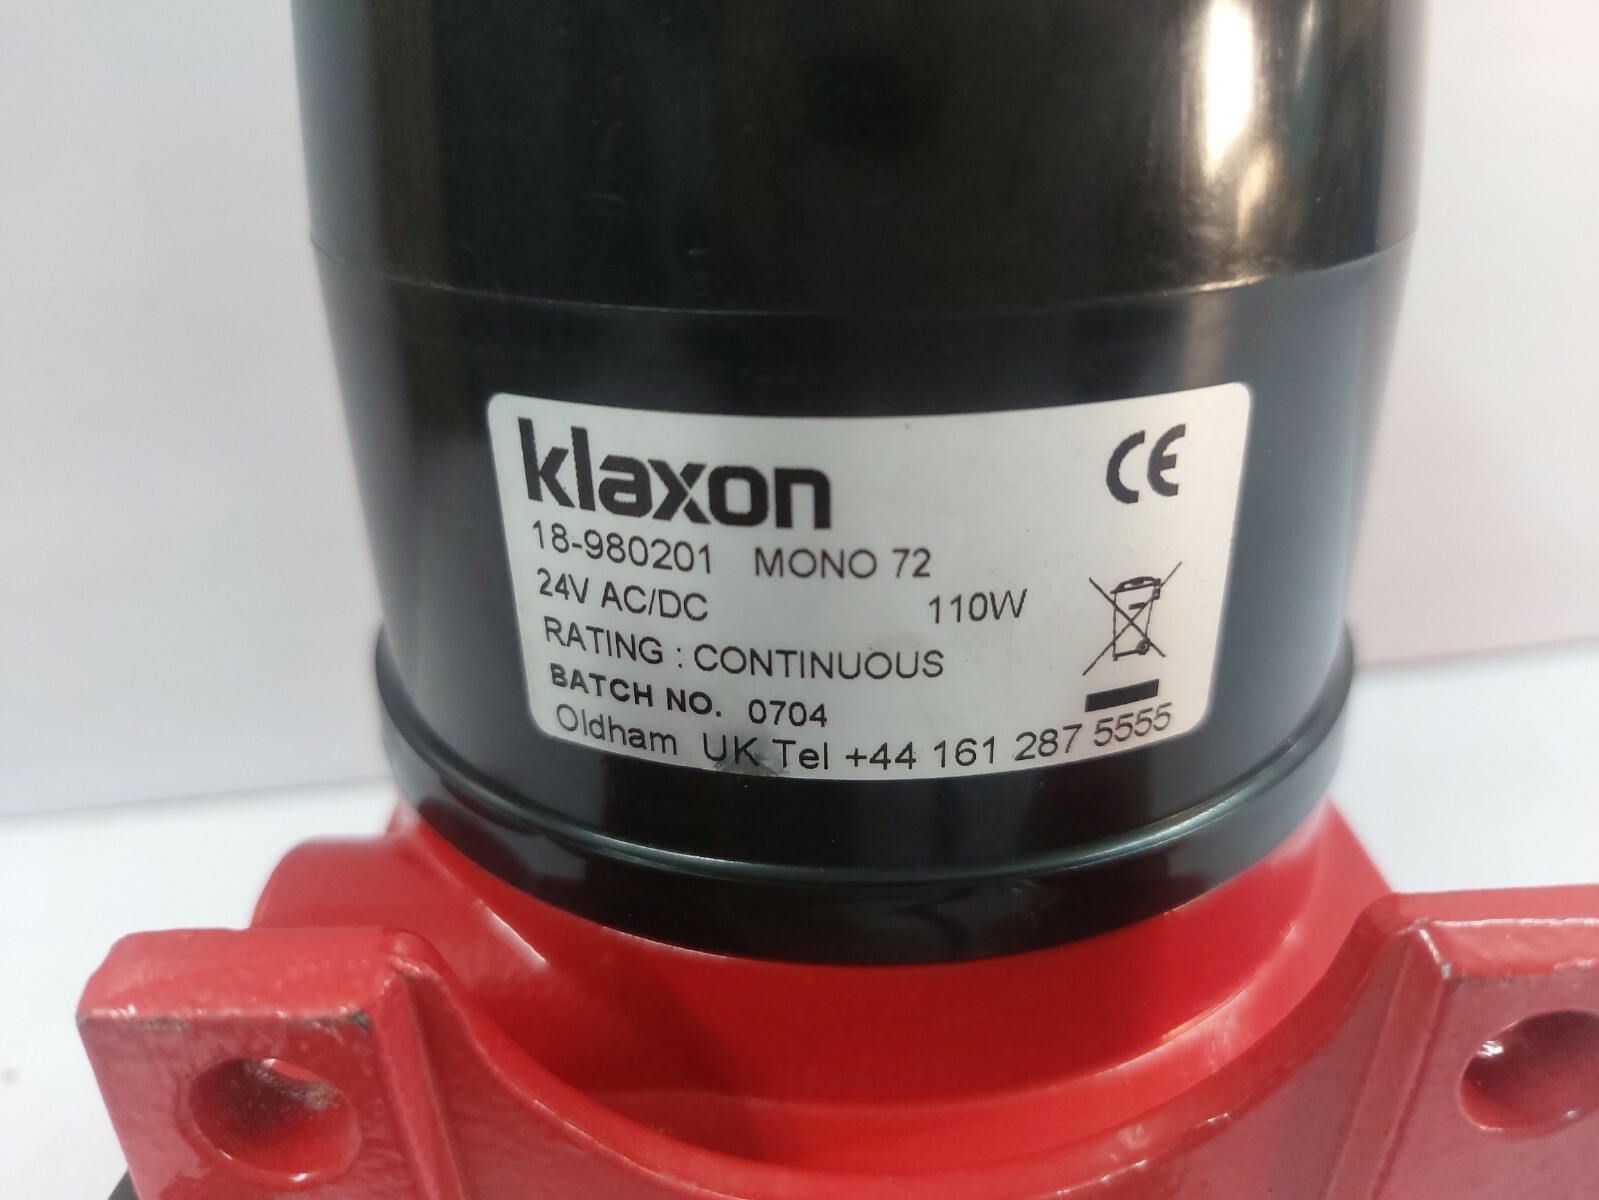 klaxon
CE
18-980201 MONO 72
24V AC/DC 110W
RATING : CONTINUOUS
BATCH NO. 0704
Oldham UK Tel +44 161 287 5555